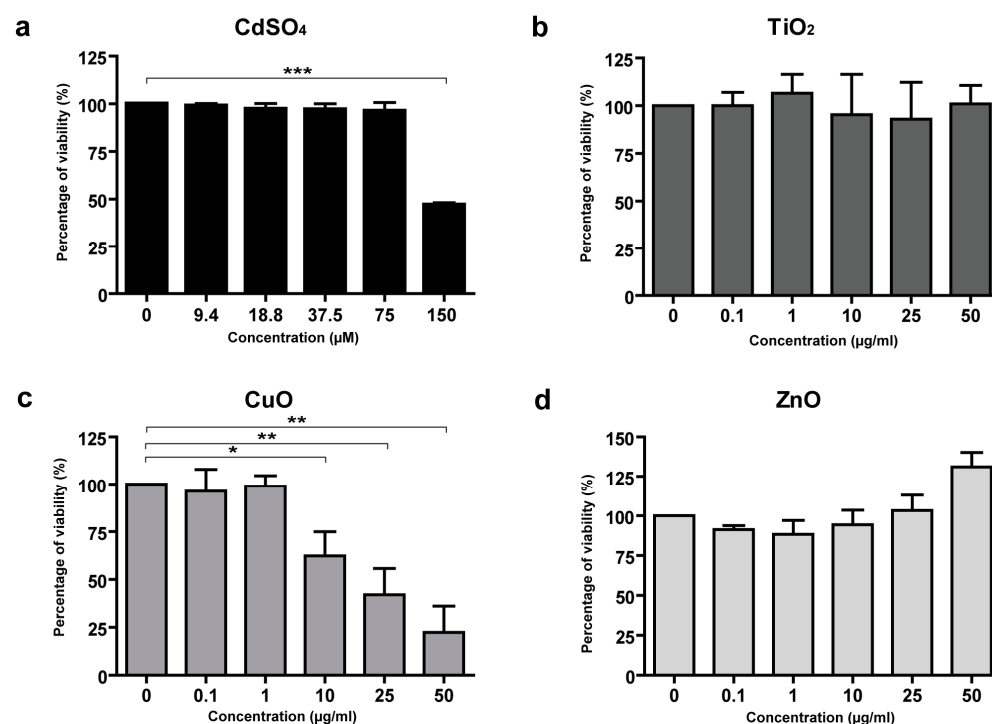 a
CdSO4
Percentage of viability (%)
125
100
75
50
25
0
***
0 9.4 18.8 37.5 75 150
Concentration (µM)
b
TiO2
Percentage of viability (%)
125
100
75
50
25
0
0 0.1 1 10 25 50
Concentration (µg/ml)
c
CuO
Percentage of viability (%)
125
100
75
50
25
0
**
**
*
0 0.1 1 10 25 50
Concentration (µg/ml)
d
ZnO
Percentage of viability (%)
150
125
100
75
50
25
0
0 0.1 1 10 25 50
Concentration (µg/ml)